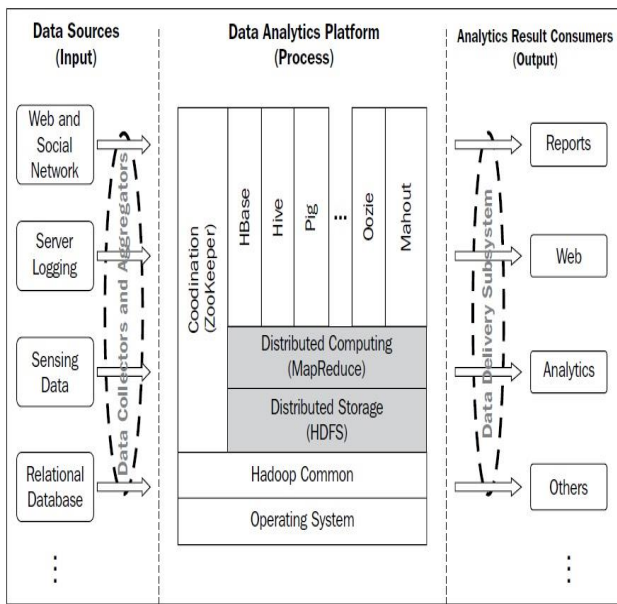 Data Sources
(Input)
Data Analytics Platform
(Process)
Analytics Result Consumers
(Output)
Web and
Social
Network
Server
Logging
Sensing
Data
Relational
Database
Data Collectors and Aggregators
Coodination
(ZooKeeper)
HBase
Hive
Pig
...
Oozie
Mahout
Distributed Computing
(MapReduce)
Distributed Storage
(HDFS)
Hadoop Common
Operating System
Data Delivery Subsystem
Reports
Web
Analytics
Others